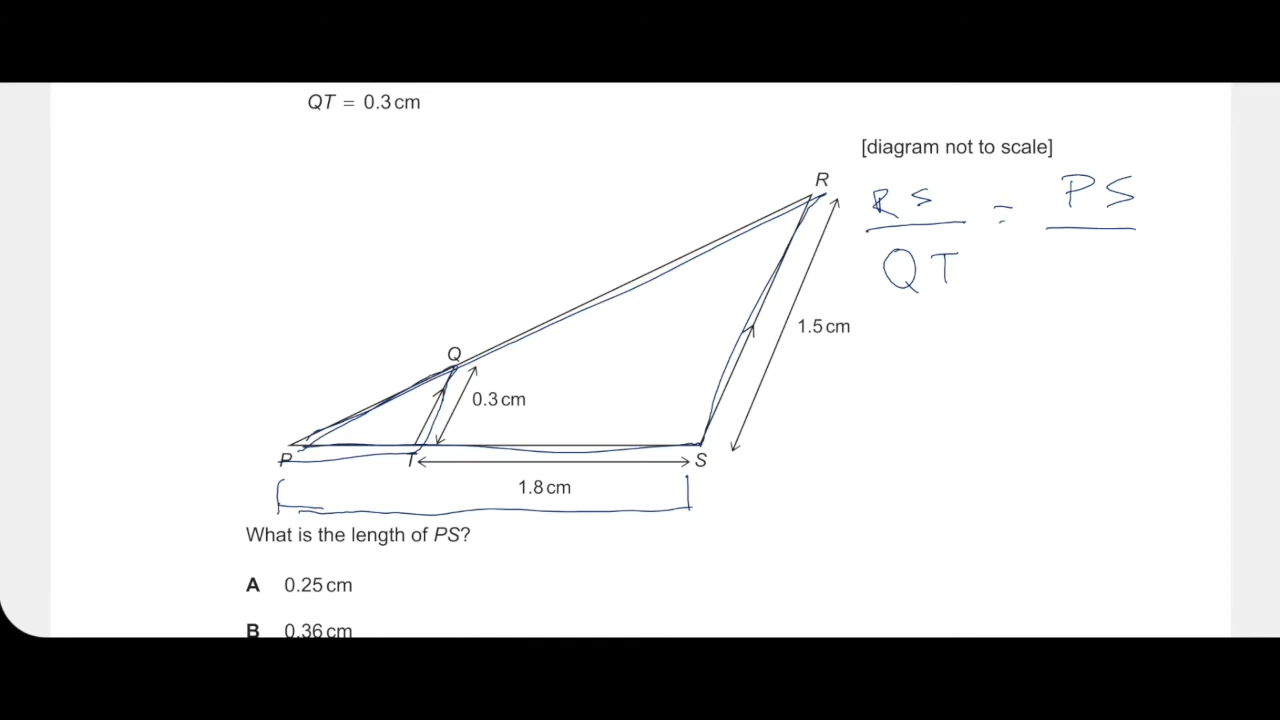 QT = 0.3 cm
[diagram not to scale]
R
RS = PS
QT
1.5 cm
Q
0.3 cm
P
T
S
1.8 cm
What is the length of PS?
A 0.25 cm
B 0.36 cm